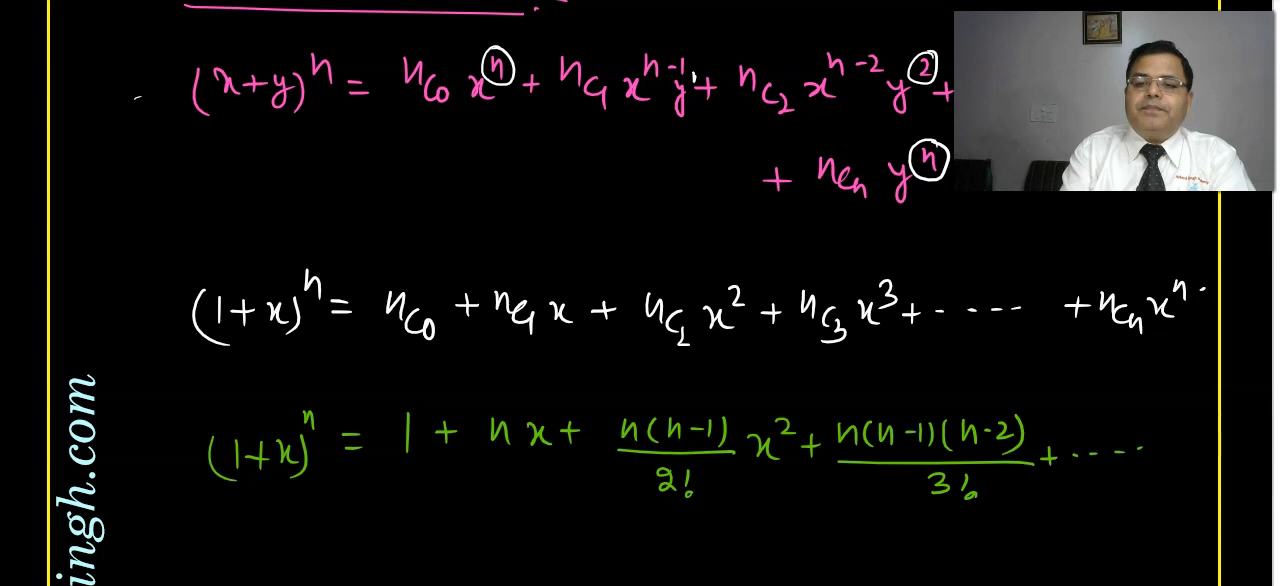 (x+y)^n = nC0 x^n + nC1 x^n-1 y^1 + nC2 x^n-2 y^2 +
+ nCn y^n
(1+x)^n = nC0 + nC1 x + nC2 x^2 + nC3 x^3 + ..... + nCn x^n.
(1+x)^n = 1 + nx + n(n-1)/2! x^2 + n(n-1)(n-2)/3! + .....
ingh.com